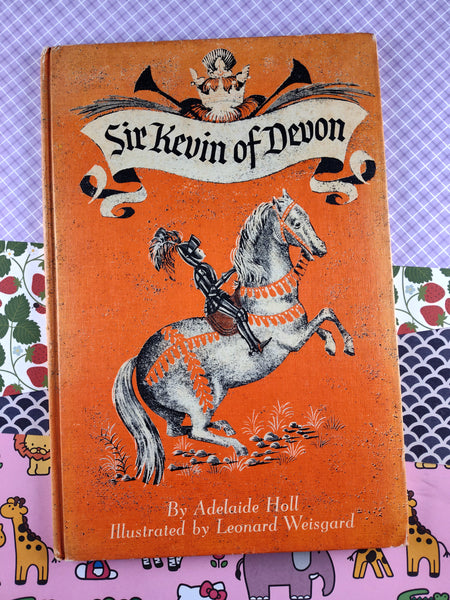 Sir Kevin of Devon
By Adelaide Holl
Illustrated by Leonard Weisgard